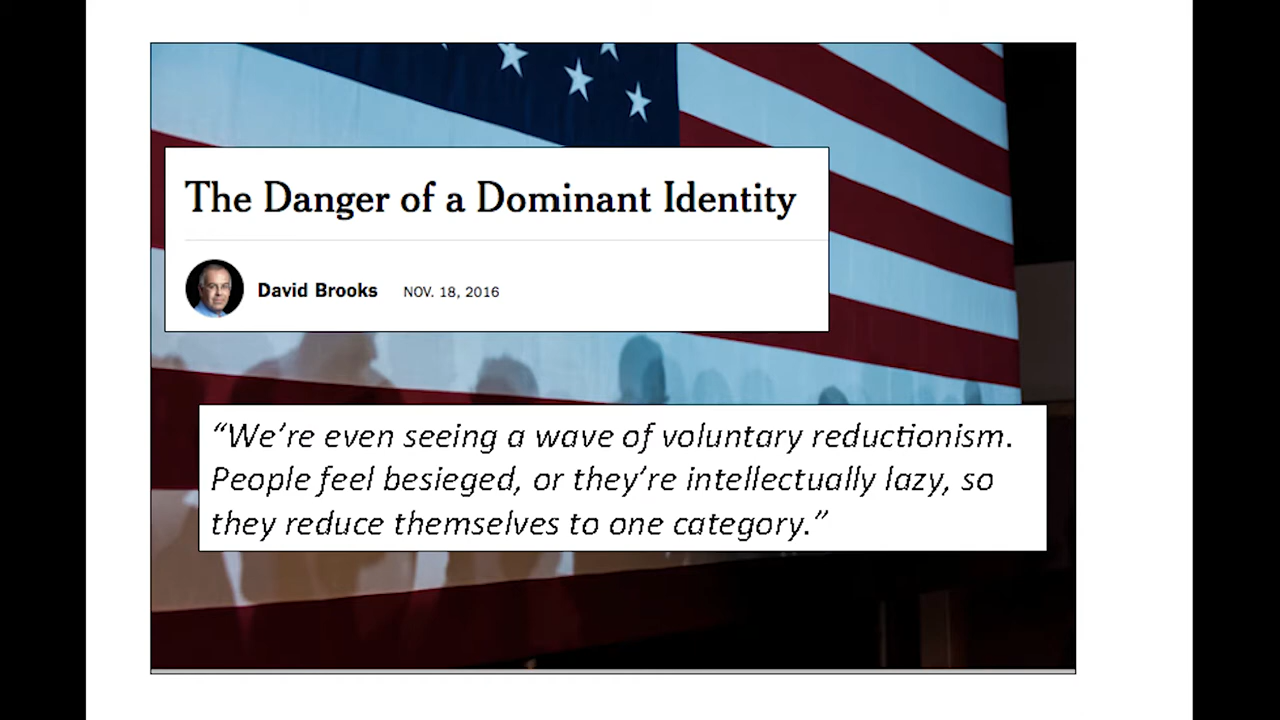 The Danger of a Dominant Identity
David Brooks NOV. 18, 2016
“We’re even seeing a wave of voluntary reductionism.
People feel besieged, or they’re intellectually lazy, so
they reduce themselves to one category.”